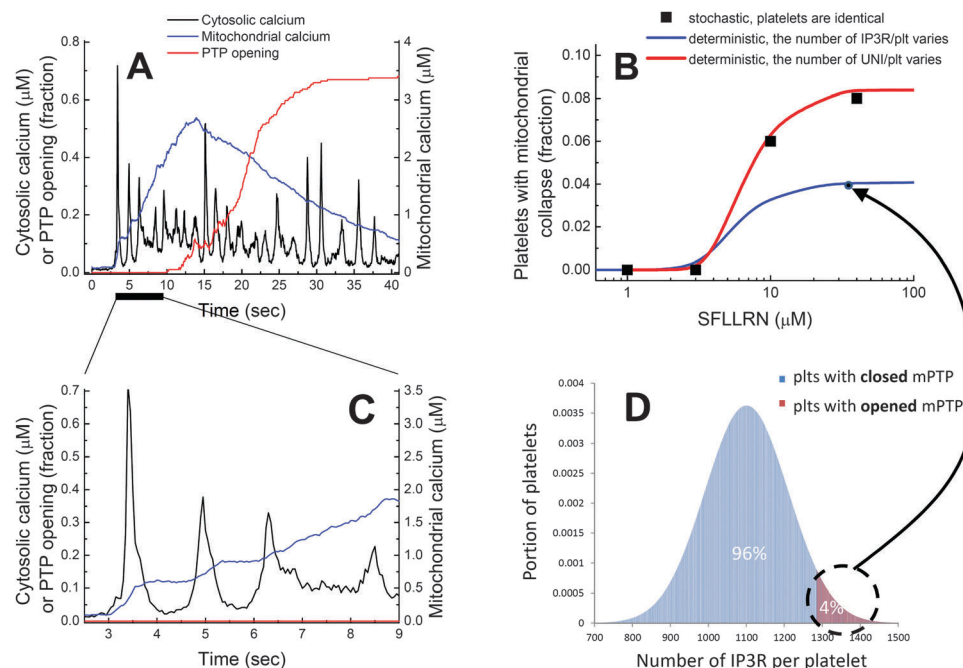 Cytosolic calcium
Mitochondrial calcium
PTP opening
A
Cytosolic calcium (μM)
or PTP opening (fraction)
0.8
0.6
0.4
0.2
0.0
4
3
2
1
0
Mitochondrial calcium (μM)
0 5 10 15 20 25 30 35 40
Time (sec)
stochastic, platelets are identical
deterministic, the number of IP3R/plt varies
deterministic, the number of UNI/plt varies
B
Platelets with mitochondrial
collapse (fraction)
0.10
0.08
0.06
0.04
0.02
0.00
1 10 100
SFLLRN (μM)
C
Cytosolic calcium (μM)
or PTP opening (fraction)
0.7
0.6
0.5
0.4
0.3
0.2
0.1
0.0
3.5
3.0
2.5
2.0
1.5
1.0
0.5
0.0
Mitochondrial calcium (μM)
3 4 5 6 7 8 9
Time (sec)
D
plts with closed mPTP
plts with opened mPTP
Portion of platelets
0.004
0.0035
0.003
0.0025
0.002
0.0015
0.001
0.0005
0
96%
4%
700 800 900 1000 1100 1200 1300 1400 1500
Number of IP3R per platelet